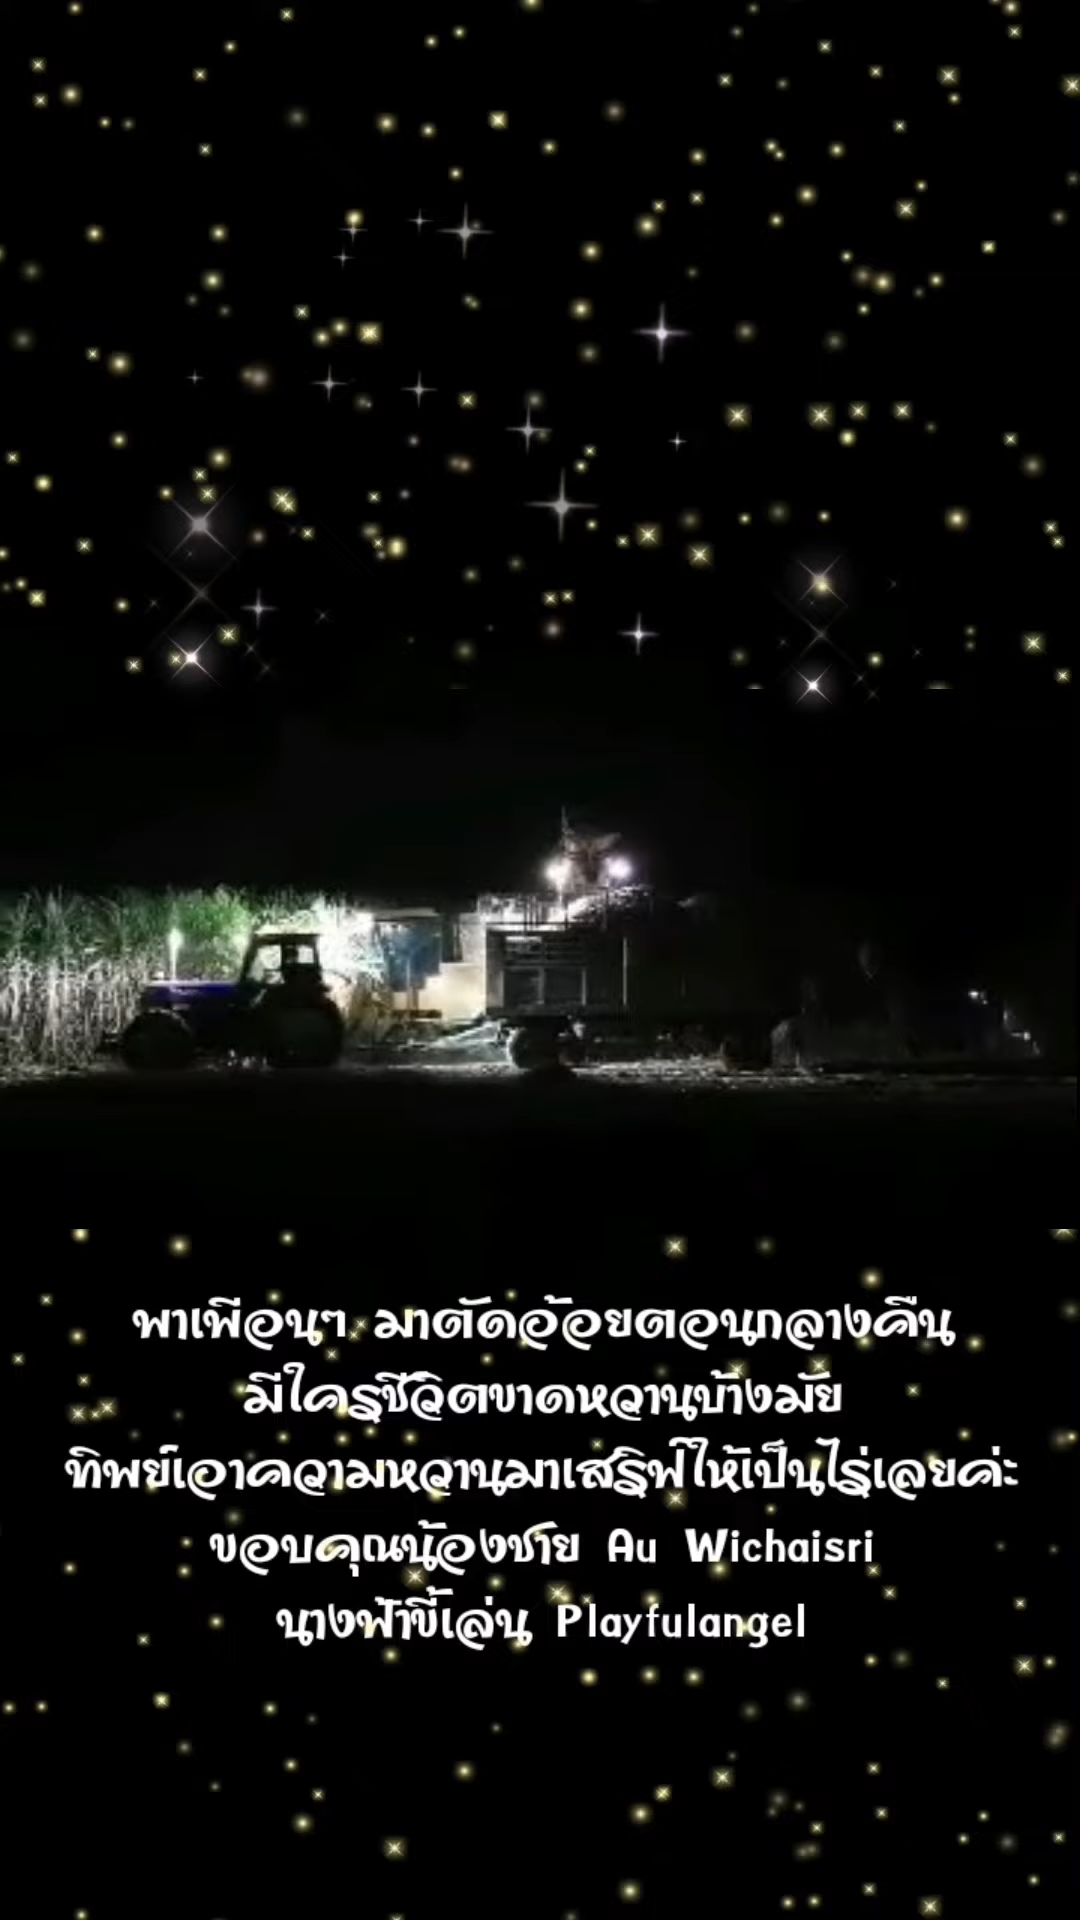 พาเพื่อนๆ มาตัดอ้อยตอนกลางคืน
มีใครชีวิตขาดหวานบ้างมั้ย
ทิพย์เอาความหวานมาเสริฟให้เป็นไร่เลยค่ะ
ขอบคุณน้องชาย Au Wichaisri
นางฟ้าขี้เล่น Playfulangel